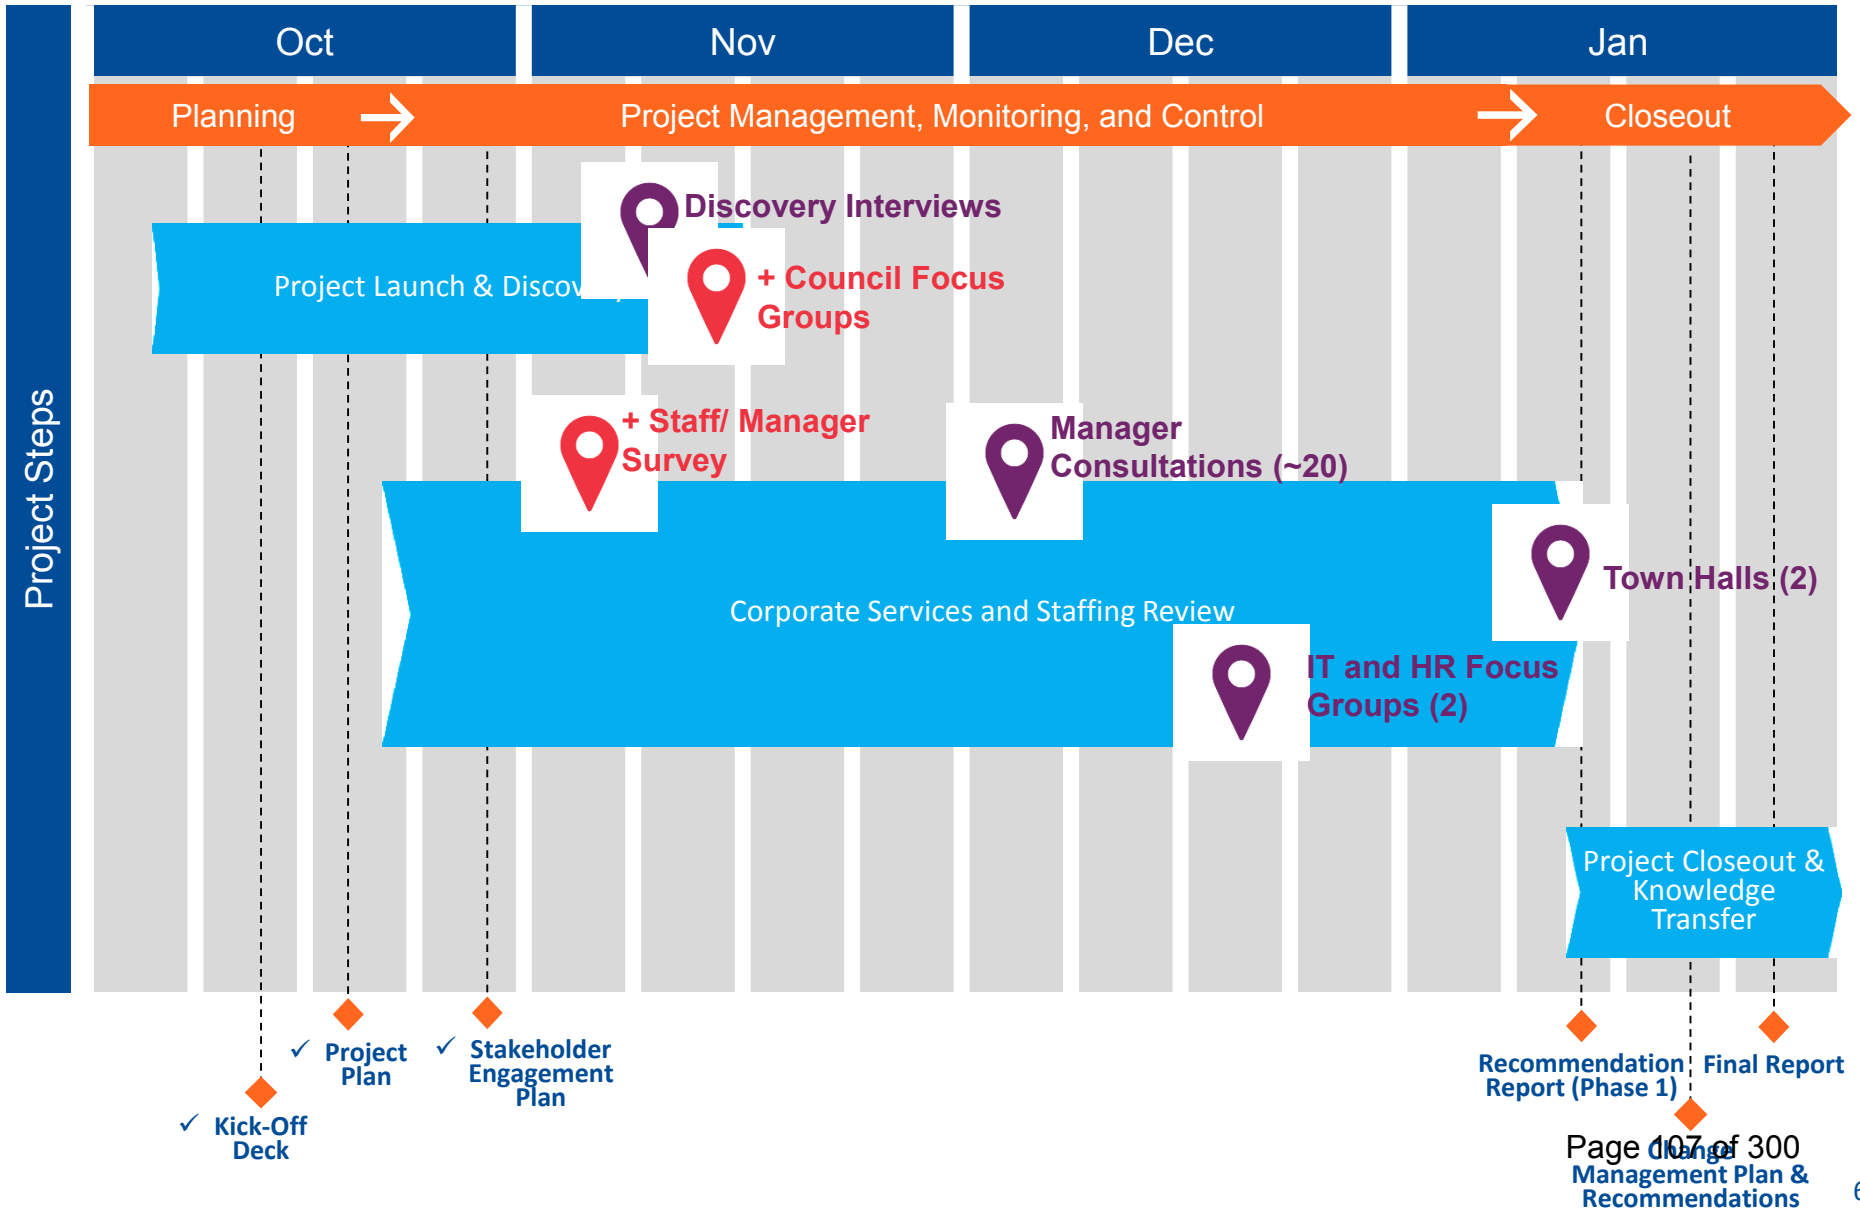 Oct
Nov
Dec
Jan
Planning
Project Management, Monitoring, and Control
Closeout
Project Steps
Discovery Interviews
Project Launch &
+ Council Focus
Groups
+ Staff/ Manager
Survey
Manager
Consultations (~20)
Town Halls (2)
Corporate Services and Staffing Review
IT and HR Focus
Groups (2)
Project Closeout &
Knowledge
Transfer
✓ Project
Plan
✓ Stakeholder
Engagement
Plan
✓ Kick-Off
Deck
Recommendation
Report (Phase 1)
Final Report
Page 107 of 300
Change
Management Plan &
Recommendations